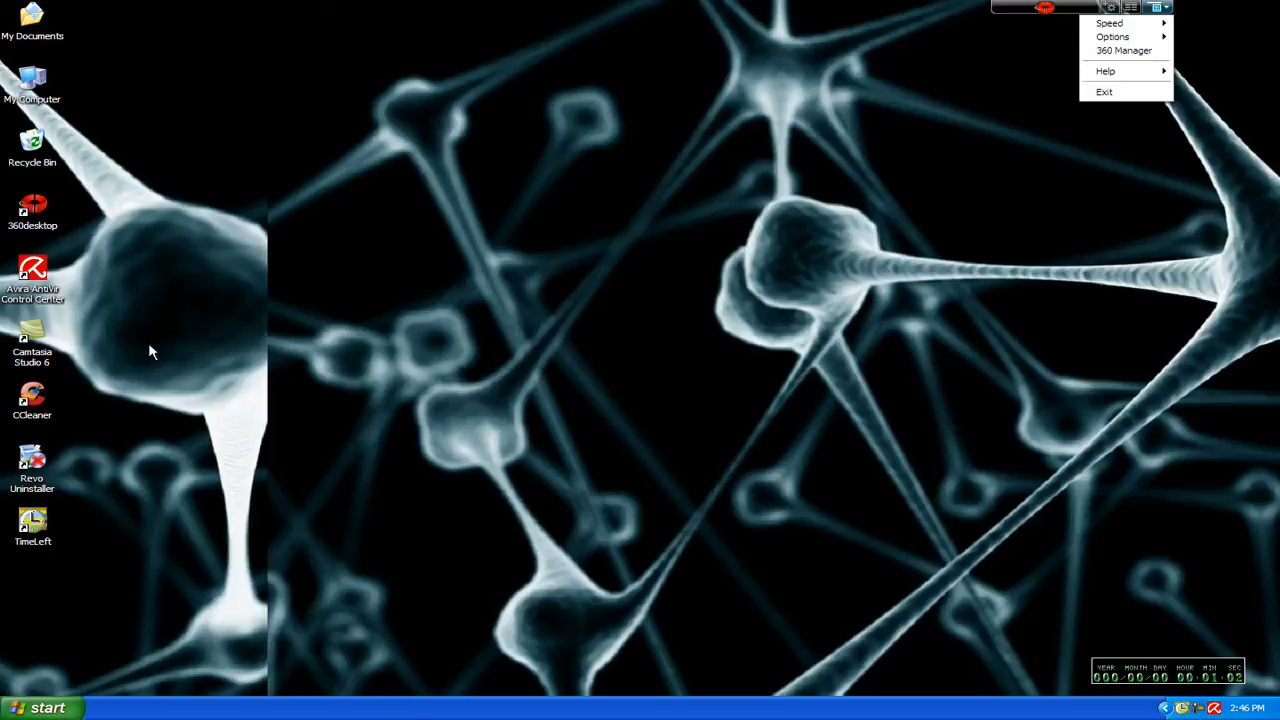 My Documents
My Computer
Recycle Bin
360desktop
Avira AntiVir
Control Center
Camtasia
Studio 6
CCleaner
Revo
Uninstaller
TimeLeft
Speed
Options
360 Manager
Help
Exit
YEAR MONTH DAY HOUR MIN SEC
000/00/00 00:01:02
start
2:46 PM